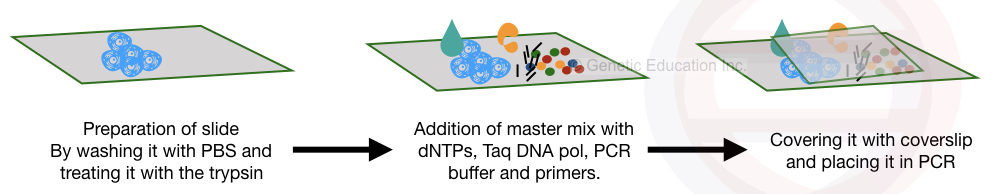 © Genetic Education Inc.
Preparation of slide
By washing it with PBS and
treating it with the trypsin
Addition of master mix with
dNTPs, Taq DNA pol, PCR
buffer and primers.
Covering it with coverslip
and placing it in PCR